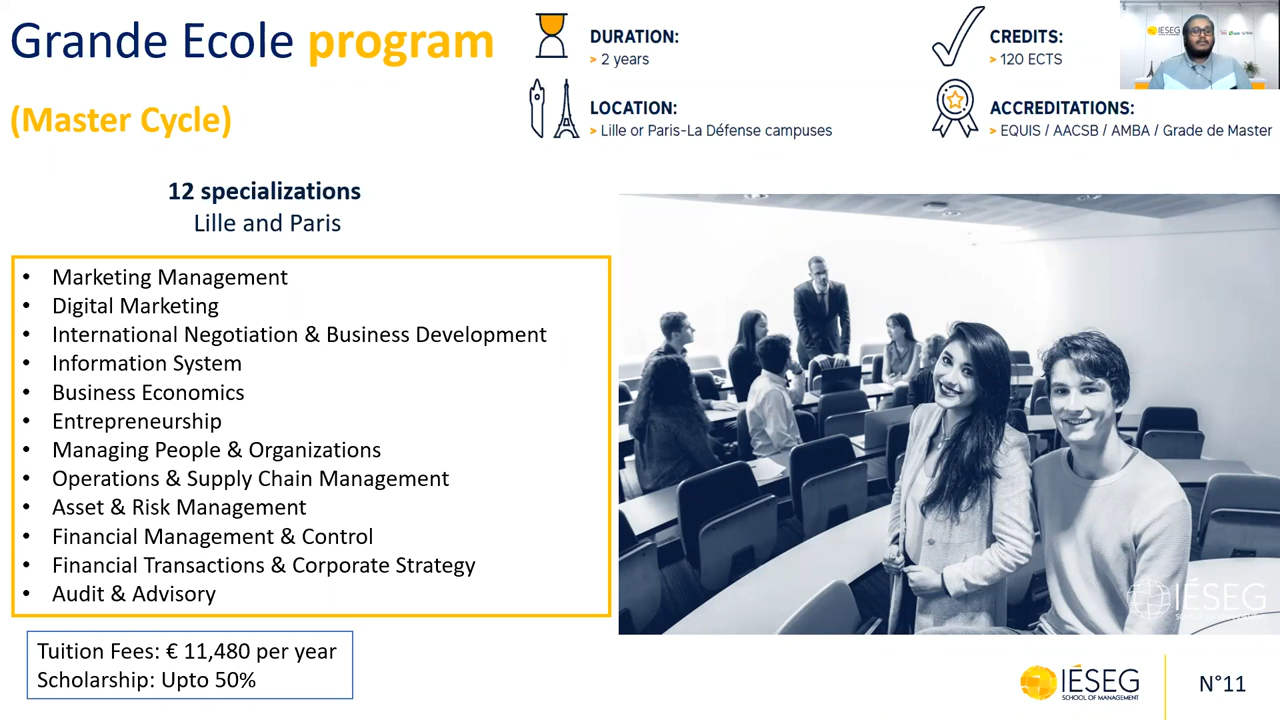 Grande Ecole program
(Master Cycle)
DURATION:
> 2 years
LOCATION:
> Lille or Paris-La Défense campuses
CREDITS:
> 120 ECTS
ACCREDITATIONS:
> EQUIS / AACSB / AMBA / Grade de Master
IÉSEG
12 specializations
Lille and Paris
• Marketing Management
• Digital Marketing
• International Negotiation & Business Development
• Information System
• Business Economics
• Entrepreneurship
• Managing People & Organizations
• Operations & Supply Chain Management
• Asset & Risk Management
• Financial Management & Control
• Financial Transactions & Corporate Strategy
• Audit & Advisory
Tuition Fees: € 11,480 per year
Scholarship: Upto 50%
IÉSEG
IÉSEG
SCHOOL OF MANAGEMENT
N°11